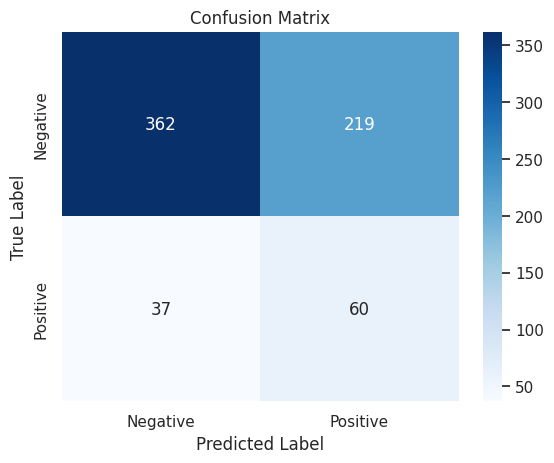 Confusion Matrix
True Label
Negative
Positive
362
219
37
60
Negative
Positive
Predicted Label
350
300
250
200
150
100
50